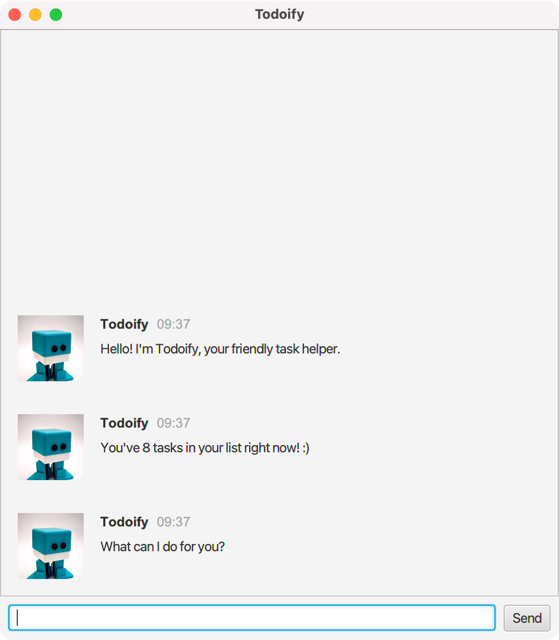 Todoify
Todoify 09:37
Hello! I'm Todoify, your friendly task helper.
Todoify 09:37
You've 8 tasks in your list right now! :)
Todoify 09:37
What can I do for you?
Send